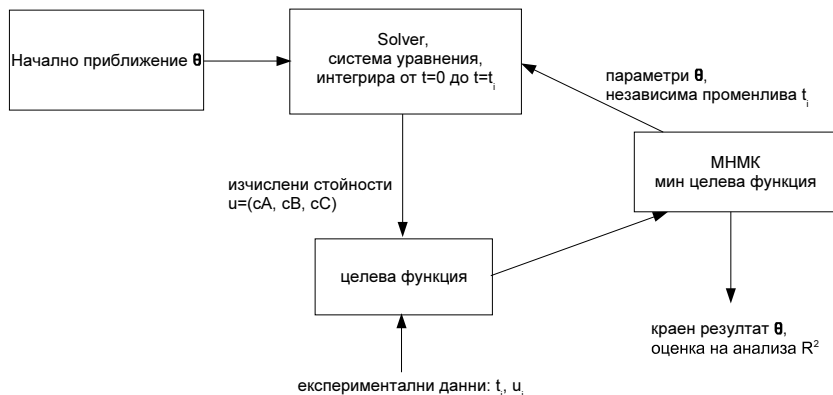 Начално приближение θ
Solver,
система уравнения,
интегрира от t=0 до t=tᵢ
параметри θ,
независима променлива tᵢ
МНМК
мин целева функция
изчислени стойности
u=(cA, cB, cC)
целева функция
краен резултат θ,
оценка на анализа R²
експериментални данни: tᵢ, uᵢ